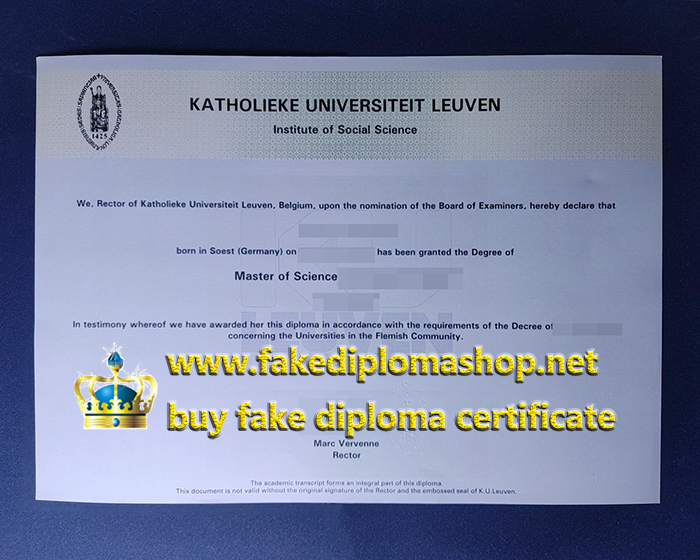 KATHOLIEKE UNIVERSITEIT LEUVEN
Institute of Social Science
1425
We, Rector of Katholieke Universiteit Leuven, Belgium, upon the nomination of the Board of Examiners, hereby declare that
born in Soest (Germany) on has been granted the Degree of
Master of Science
LEUVEN
In testimony whereof we have awarded her this diploma in accordance with the requirements of the Decree of
concerning the Universities in the Flemish Community.
www.fakediplomashop.net
buy fake diploma certificate
Marc Vervenne
Rector
The academic transcript forms an integral part of this diploma.
This document is not valid without the original signature of the Rector and the embossed seal of K.U.Leuven.